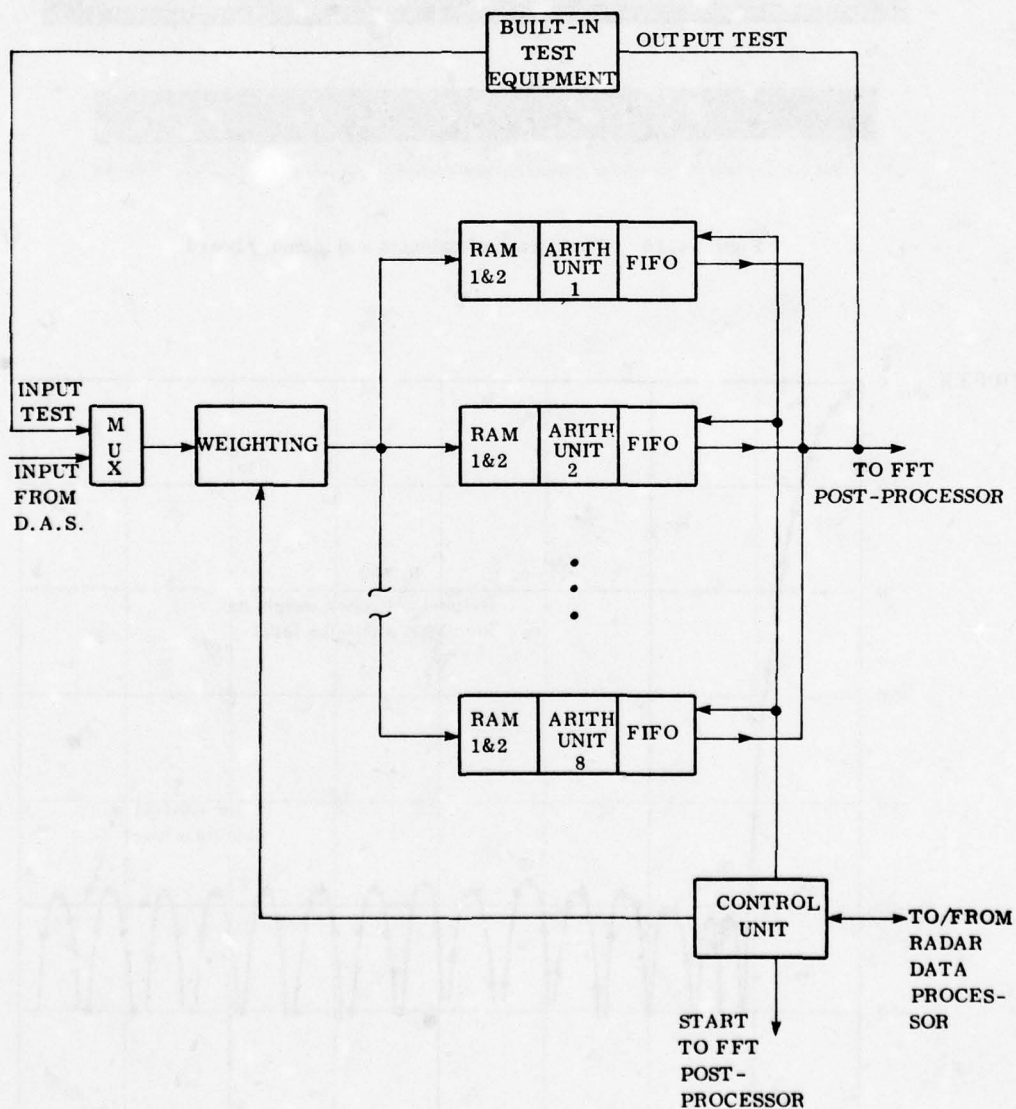 BUILT-IN
TEST
EQUIPMENT
OUTPUT TEST
RAM
1&2
ARITH
UNIT
1
FIFO
INPUT
TEST
MUX
WEIGHTING
RAM
1&2
ARITH
UNIT
2
FIFO
INPUT
FROM
D.A.S.
TO FFT
POST-PROCESSOR
RAM
1&2
ARITH
UNIT
8
FIFO
CONTROL
UNIT
TO/FROM
RADAR
DATA
PROCES-
SOR
START
TO FFT
POST-
PROCESSOR